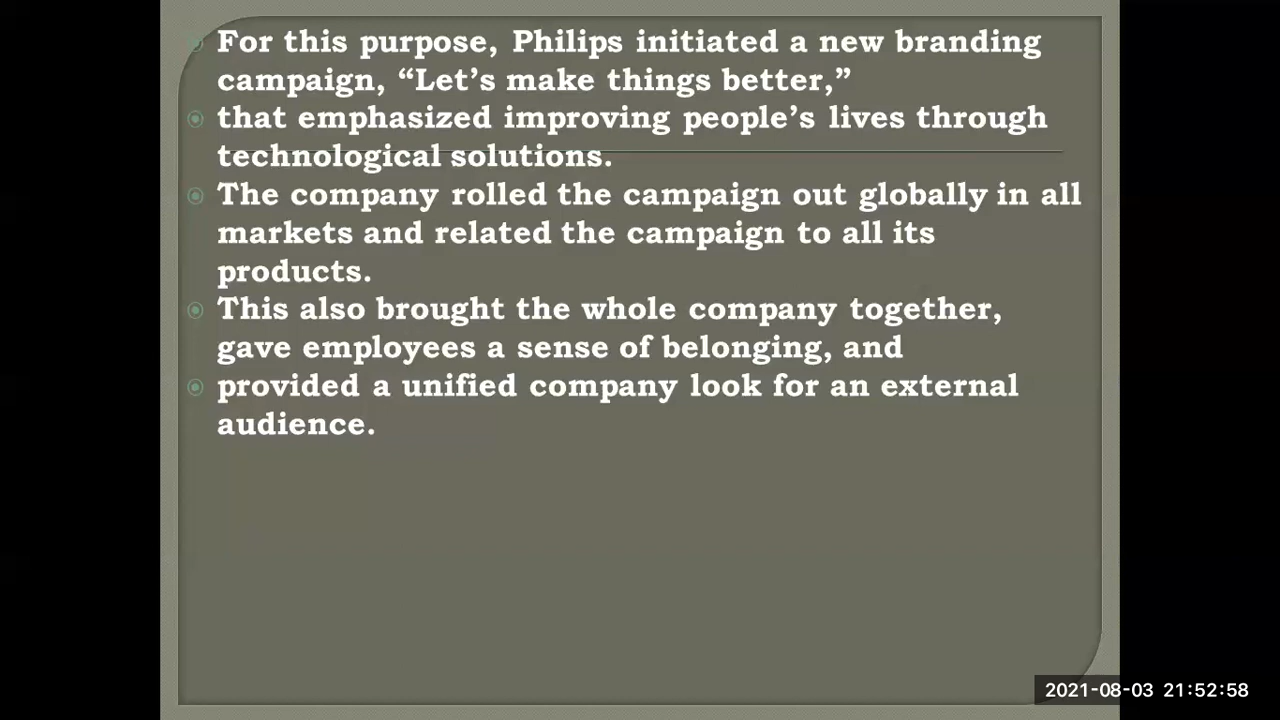 For this purpose, Philips initiated a new branding
campaign, “Let’s make things better,”
that emphasized improving people’s lives through
technological solutions.
The company rolled the campaign out globally in all
markets and related the campaign to all its
products.
This also brought the whole company together,
gave employees a sense of belonging, and
provided a unified company look for an external
audience.
2021-08-03 21:52:58